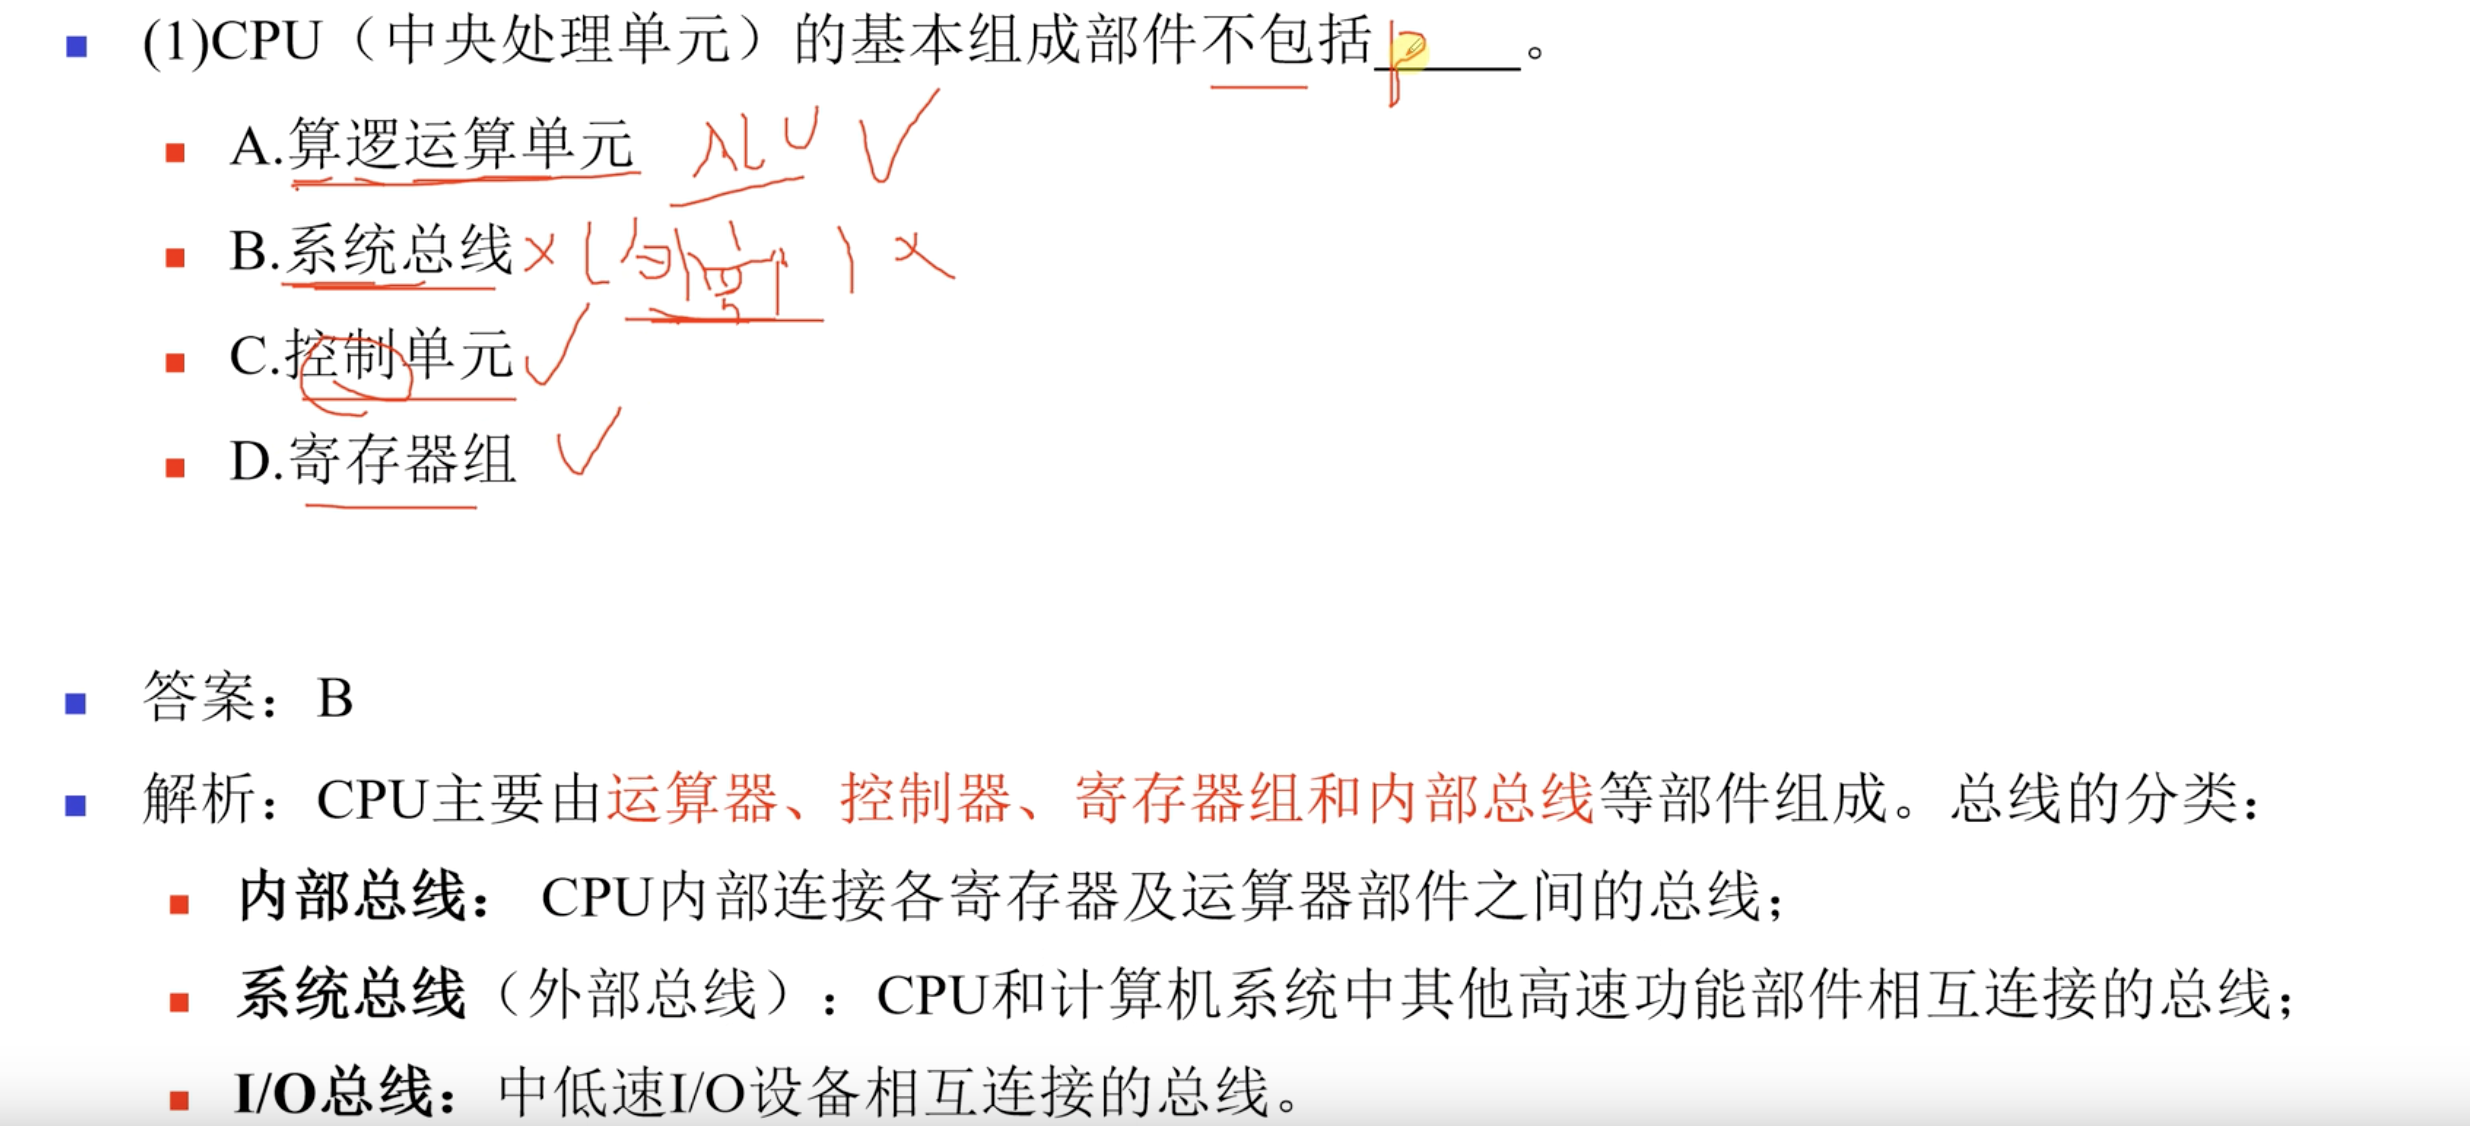 (1)CPU（中央处理单元）的基本组成部件不包括______。
A.算逻运算单元 ALU
B.系统总线 (外部)
C.控制单元
D.寄存器组
答案：B
解析：CPU主要由运算器、控制器、寄存器组和内部总线等部件组成。总线的分类：
内部总线：CPU内部连接各寄存器及运算器部件之间的总线；
系统总线（外部总线）：CPU和计算机系统中其他高速功能部件相互连接的总线；
I/O总线：中低速I/O设备相互连接的总线。